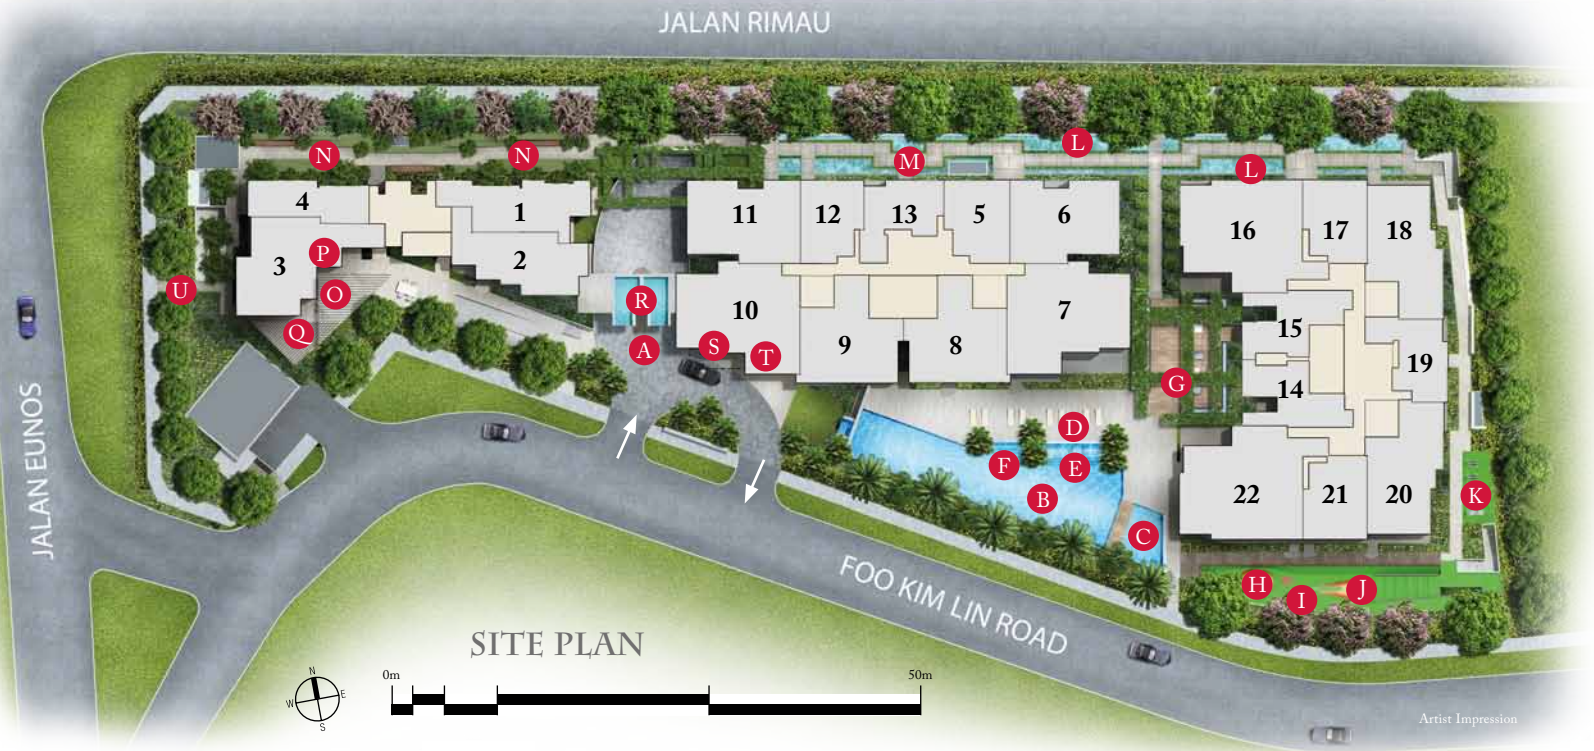 JALAN RIMAU
N N M L L
4 1 11 12 13 5 6 16 17 18
3 P 2
U O R 10 7 15
Q A S T 9 8 14 19
G
D
F E
B 22 21 20 K
C
H I J
JALAN EUNOS
FOO KIM LIN ROAD
SITE PLAN
N
W E
S
0m 50m
Artist Impression